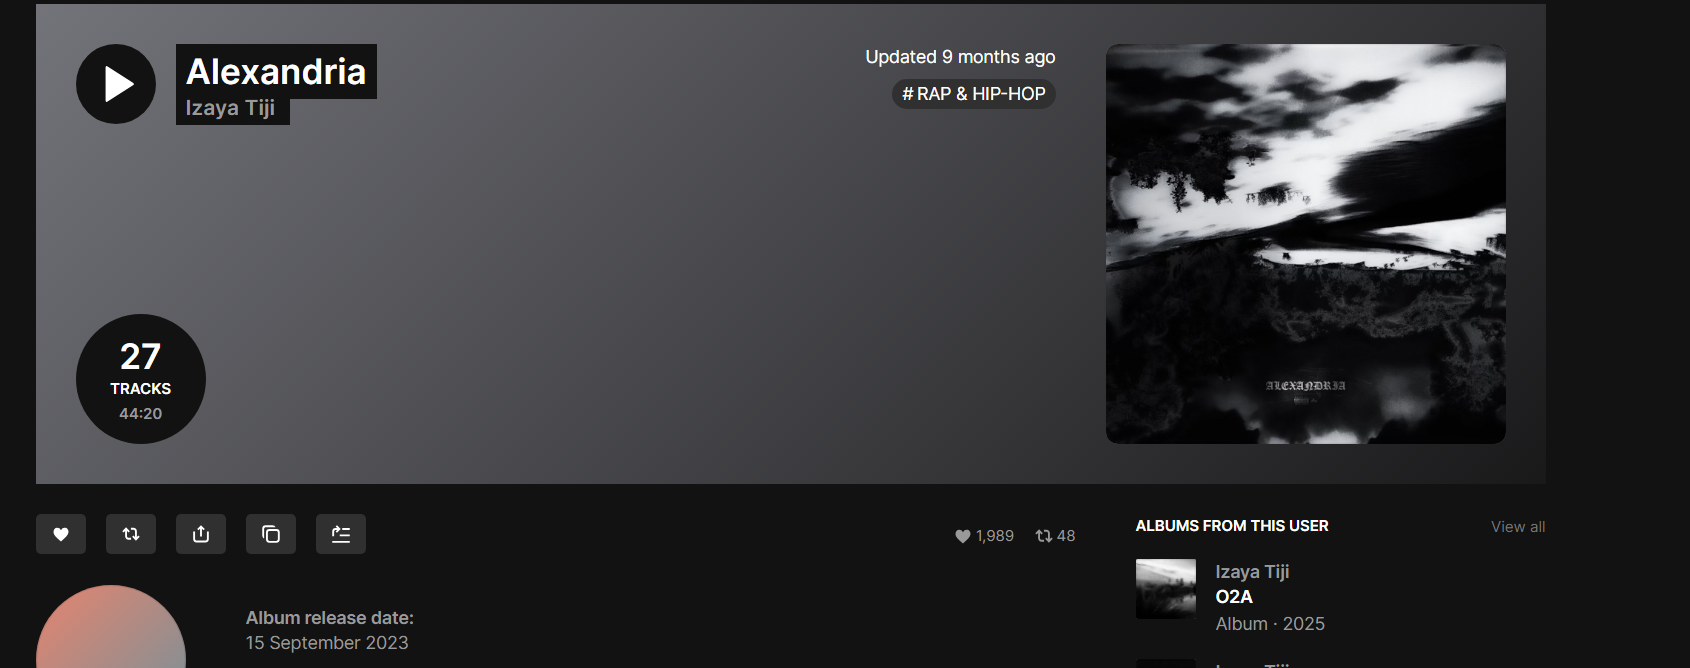 Alexandria
Izaya Tiji
Updated 9 months ago
# RAP & HIP-HOP
27
TRACKS
44:20
ALEXANDRIA
1,989
48
Album release date:
15 September 2023
ALBUMS FROM THIS USER
View all
Izaya Tiji
O2A
Album · 2025